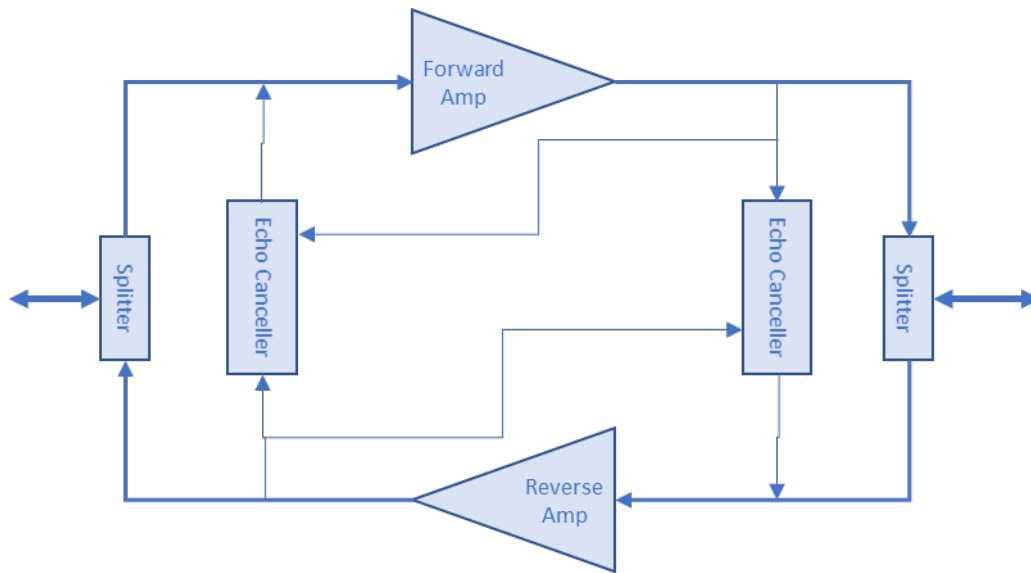 Forward
Amp
Splitter
Echo Canceller
Echo Canceller
Splitter
Reverse
Amp